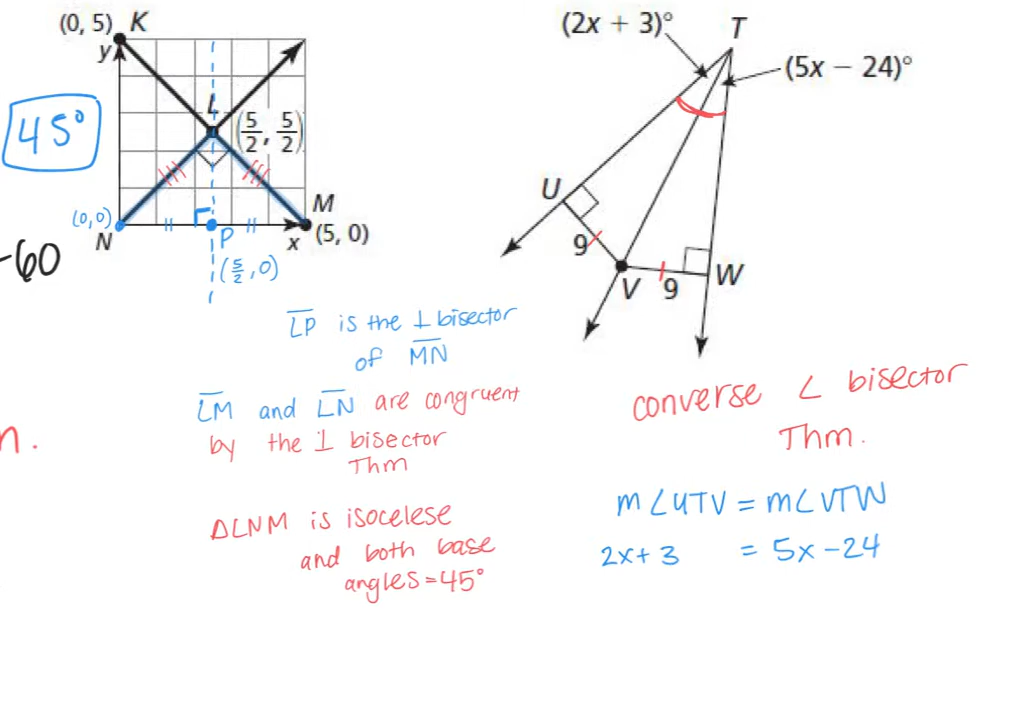 (0, 5) K
y
L
(5/2, 5/2)
45°
(0,0)
N
P
x
M
(5, 0)
(5/2, 0)
-60
LP is the ⊥ bisector
of MN
LM and LN are congruent
by the ⊥ bisector
Thm
n.
ΔLNM is isocelese
and both base
angles = 45°
(2x + 3)°
T
(5x − 24)°
U
9
V
9
W
converse ∠ bisector
Thm.
m∠UTV = m∠VTW
2x+3 = 5x−24